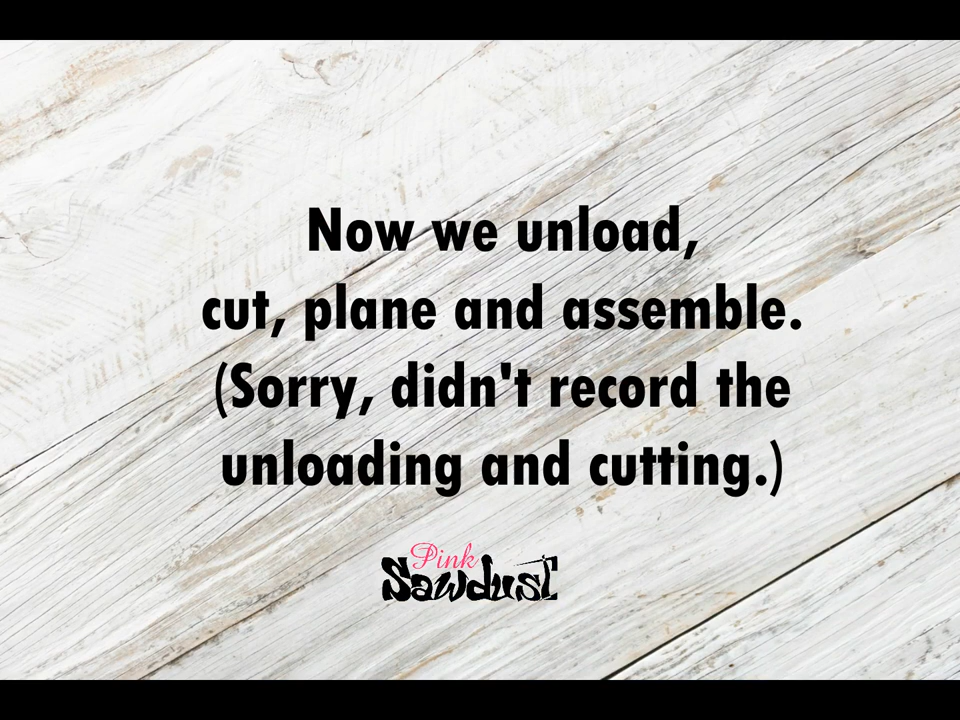 Now we unload,
cut, plane and assemble.
(Sorry, didn't record the
unloading and cutting.)
Pink
Sawdust